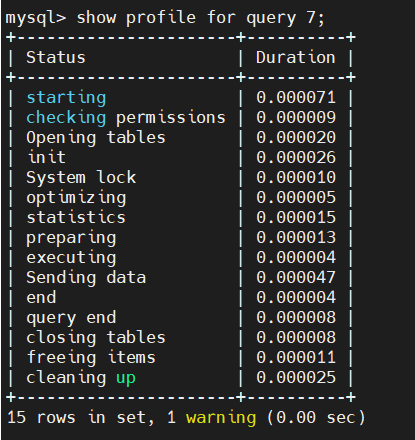 mysql> show profile for query 7;
+----------------------+----------+
| Status               | Duration |
+----------------------+----------+
| starting             | 0.000071 |
| checking permissions | 0.000009 |
| Opening tables       | 0.000020 |
| init                 | 0.000026 |
| System lock          | 0.000010 |
| optimizing           | 0.000005 |
| statistics           | 0.000015 |
| preparing            | 0.000013 |
| executing            | 0.000004 |
| Sending data         | 0.000047 |
| end                  | 0.000004 |
| query end            | 0.000008 |
| closing tables       | 0.000008 |
| freeing items        | 0.000011 |
| cleaning up          | 0.000025 |
+----------------------+----------+
15 rows in set, 1 warning (0.00 sec)